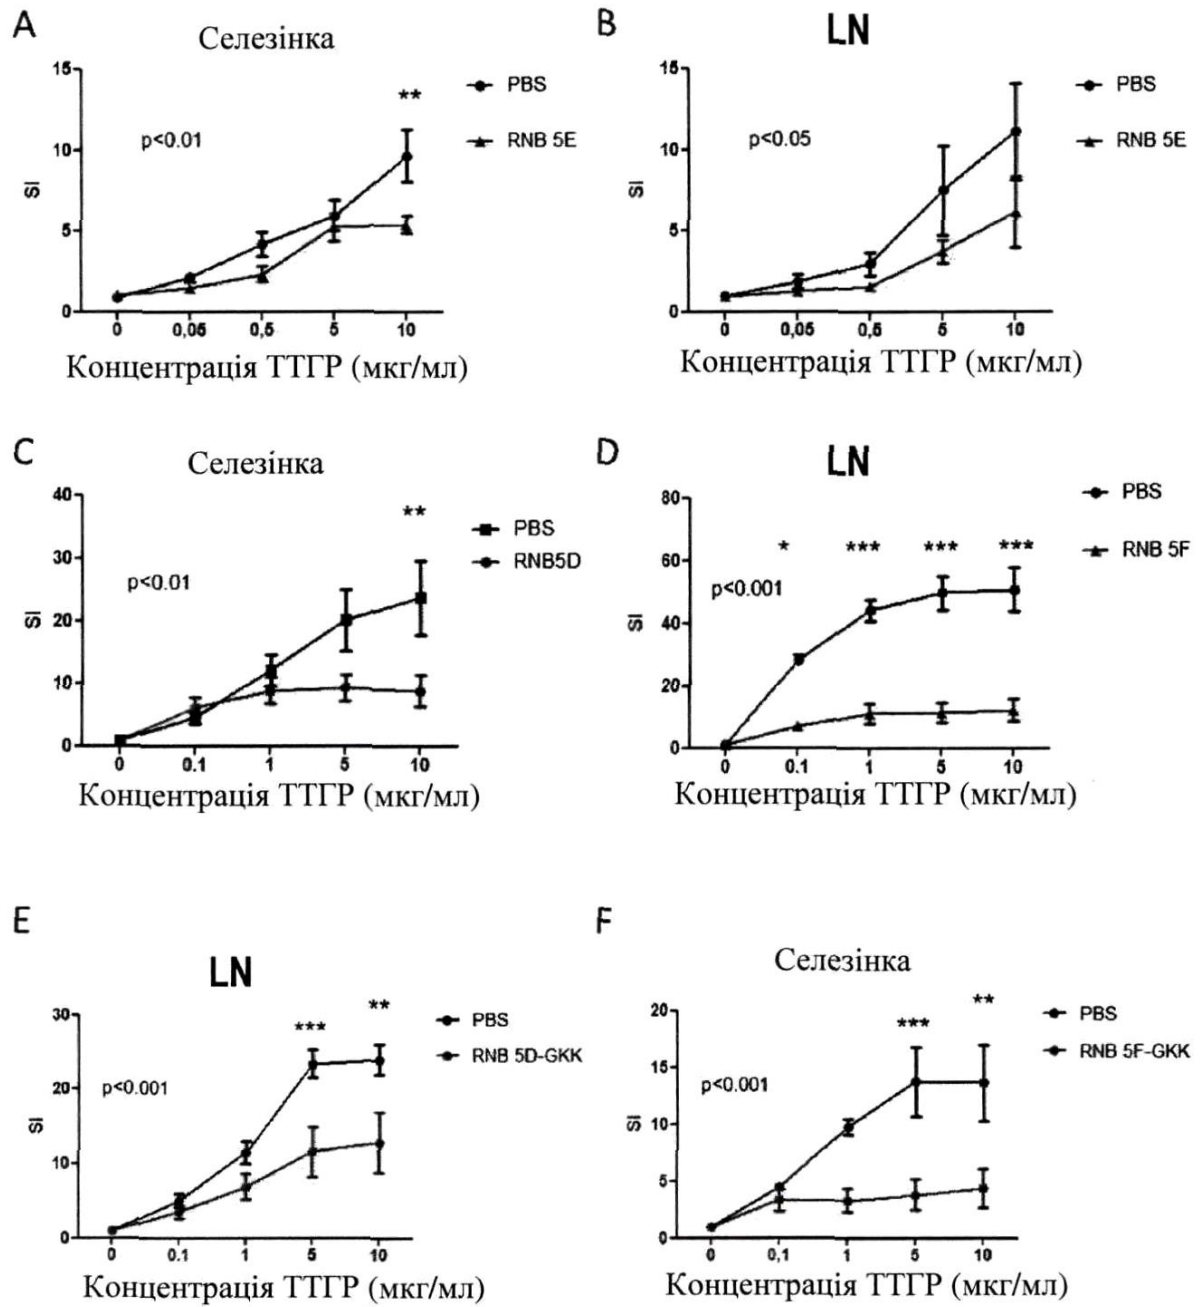 A
Селезінка
15
10
5
0
SI
p<0.01
**
PBS
RNB 5E
0
0,05
0,5
5
10
Концентрація ТТГР (мкг/мл)
B
LN
15
10
5
0
SI
p<0.05
PBS
RNB 5E
0
0,05
0,5
5
10
Концентрація ТТГР (мкг/мл)
C
Селезінка
40
30
20
10
0
SI
p<0.01
**
PBS
RNB5D
0
0.1
1
5
10
Концентрація ТТГР (мкг/мл)
D
LN
80
60
40
20
0
SI
p<0.001
*
***
***
***
PBS
RNB 5F
0
0.1
1
5
10
Концентрація ТТГР (мкг/мл)
E
LN
30
20
10
0
SI
p<0.001
***
**
PBS
RNB 5D-GKK
0
0.1
1
5
10
Концентрація ТТГР (мкг/мл)
F
Селезінка
20
15
10
5
0
SI
p<0.001
***
**
PBS
RNB 5F-GKK
0
0,1
1
5
10
Концентрація ТТГР (мкг/мл)